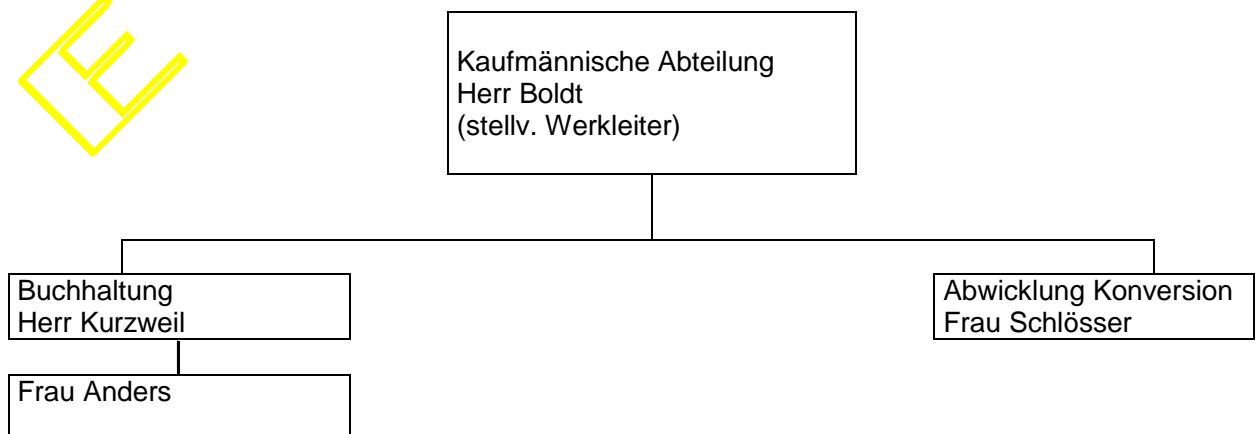 Kaufmännische Abteilung
Herr Boldt
(stellv. Werkleiter)
Buchhaltung
Herr Kurzweil
Abwicklung Konversion
Frau Schlösser
Frau Anders